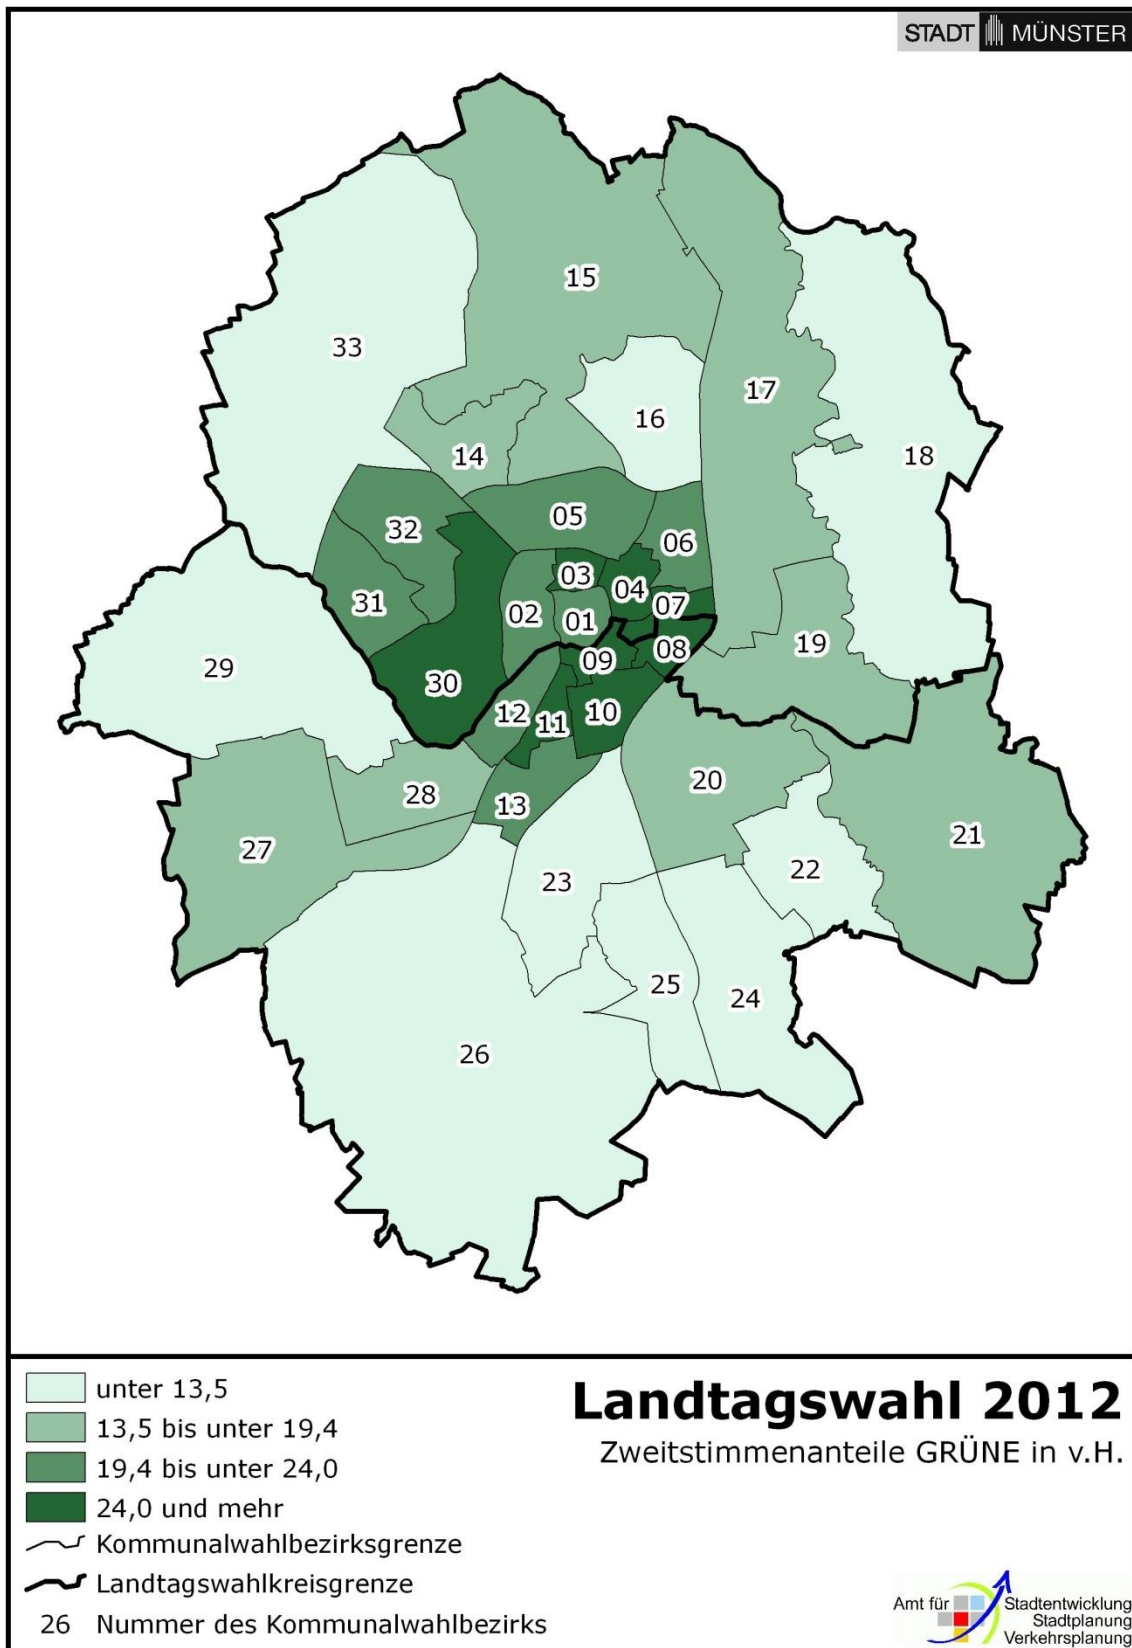 STADT MÜNSTER
15
33
17
16
18
14
05
32
06
03
04
07
31
02
01
19
08
09
29
30
12
11
10
20
28
13
21
27
22
23
25
24
26
unter 13,5
13,5 bis unter 19,4
19,4 bis unter 24,0
24,0 und mehr
Kommunalwahlbezirksgrenze
Landtagswahlkreisgrenze
26 Nummer des Kommunalwahlbezirks
Landtagswahl 2012
Zweitstimmenanteile GRÜNE in v.H.
Amt für Stadtentwicklung
Stadtplanung
Verkehrsplanung